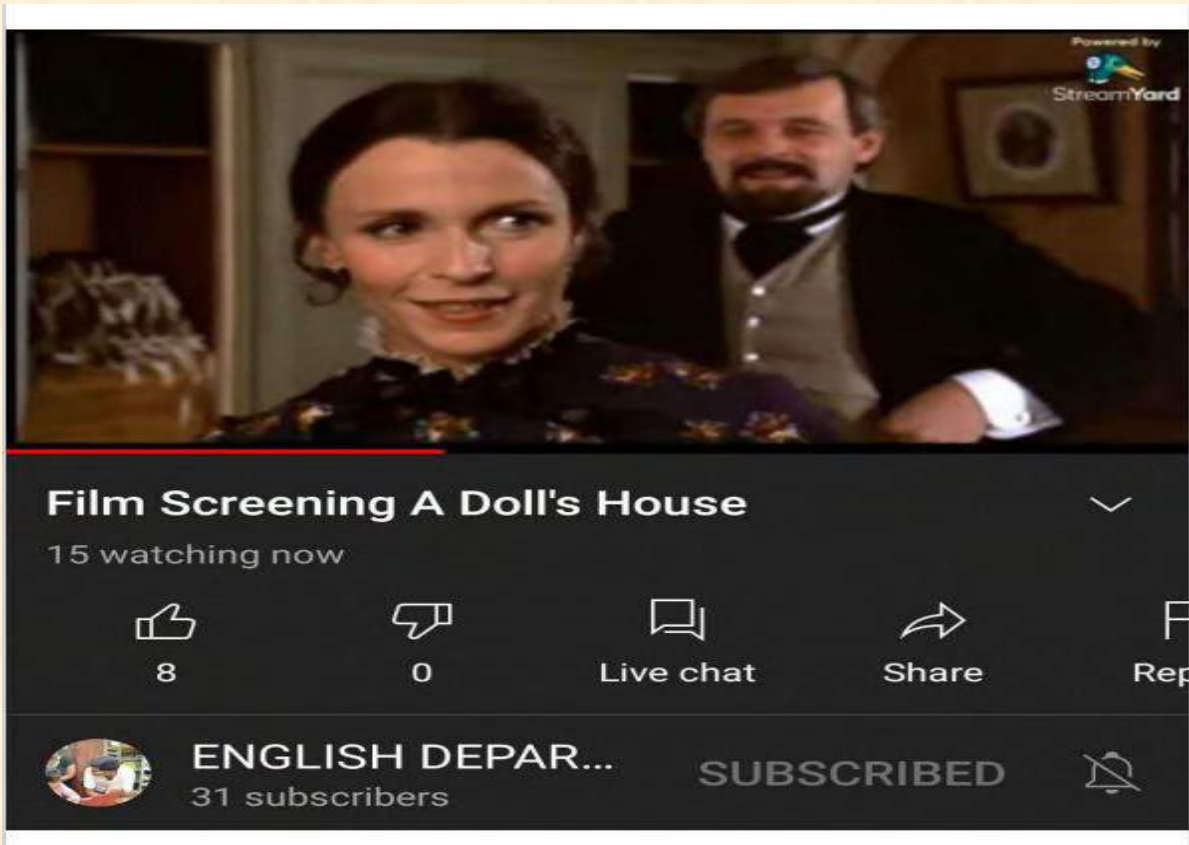 Powered by
StreamYard
Film Screening A Doll's House
15 watching now
8
0
Live chat
Share
Rep
ENGLISH DEPAR...
31 subscribers
SUBSCRIBED